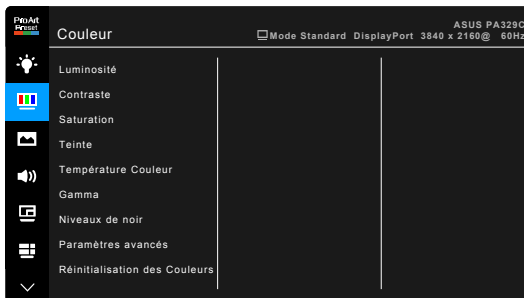 ProArt
Preset
Couleur
ASUS PA329C
Mode Standard DisplayPort 3840 x 2160@ 60Hz
Luminosité
Contraste
Saturation
Teinte
Température Couleur
Gamma
Niveaux de noir
Paramètres avancés
Réinitialisation des Couleurs